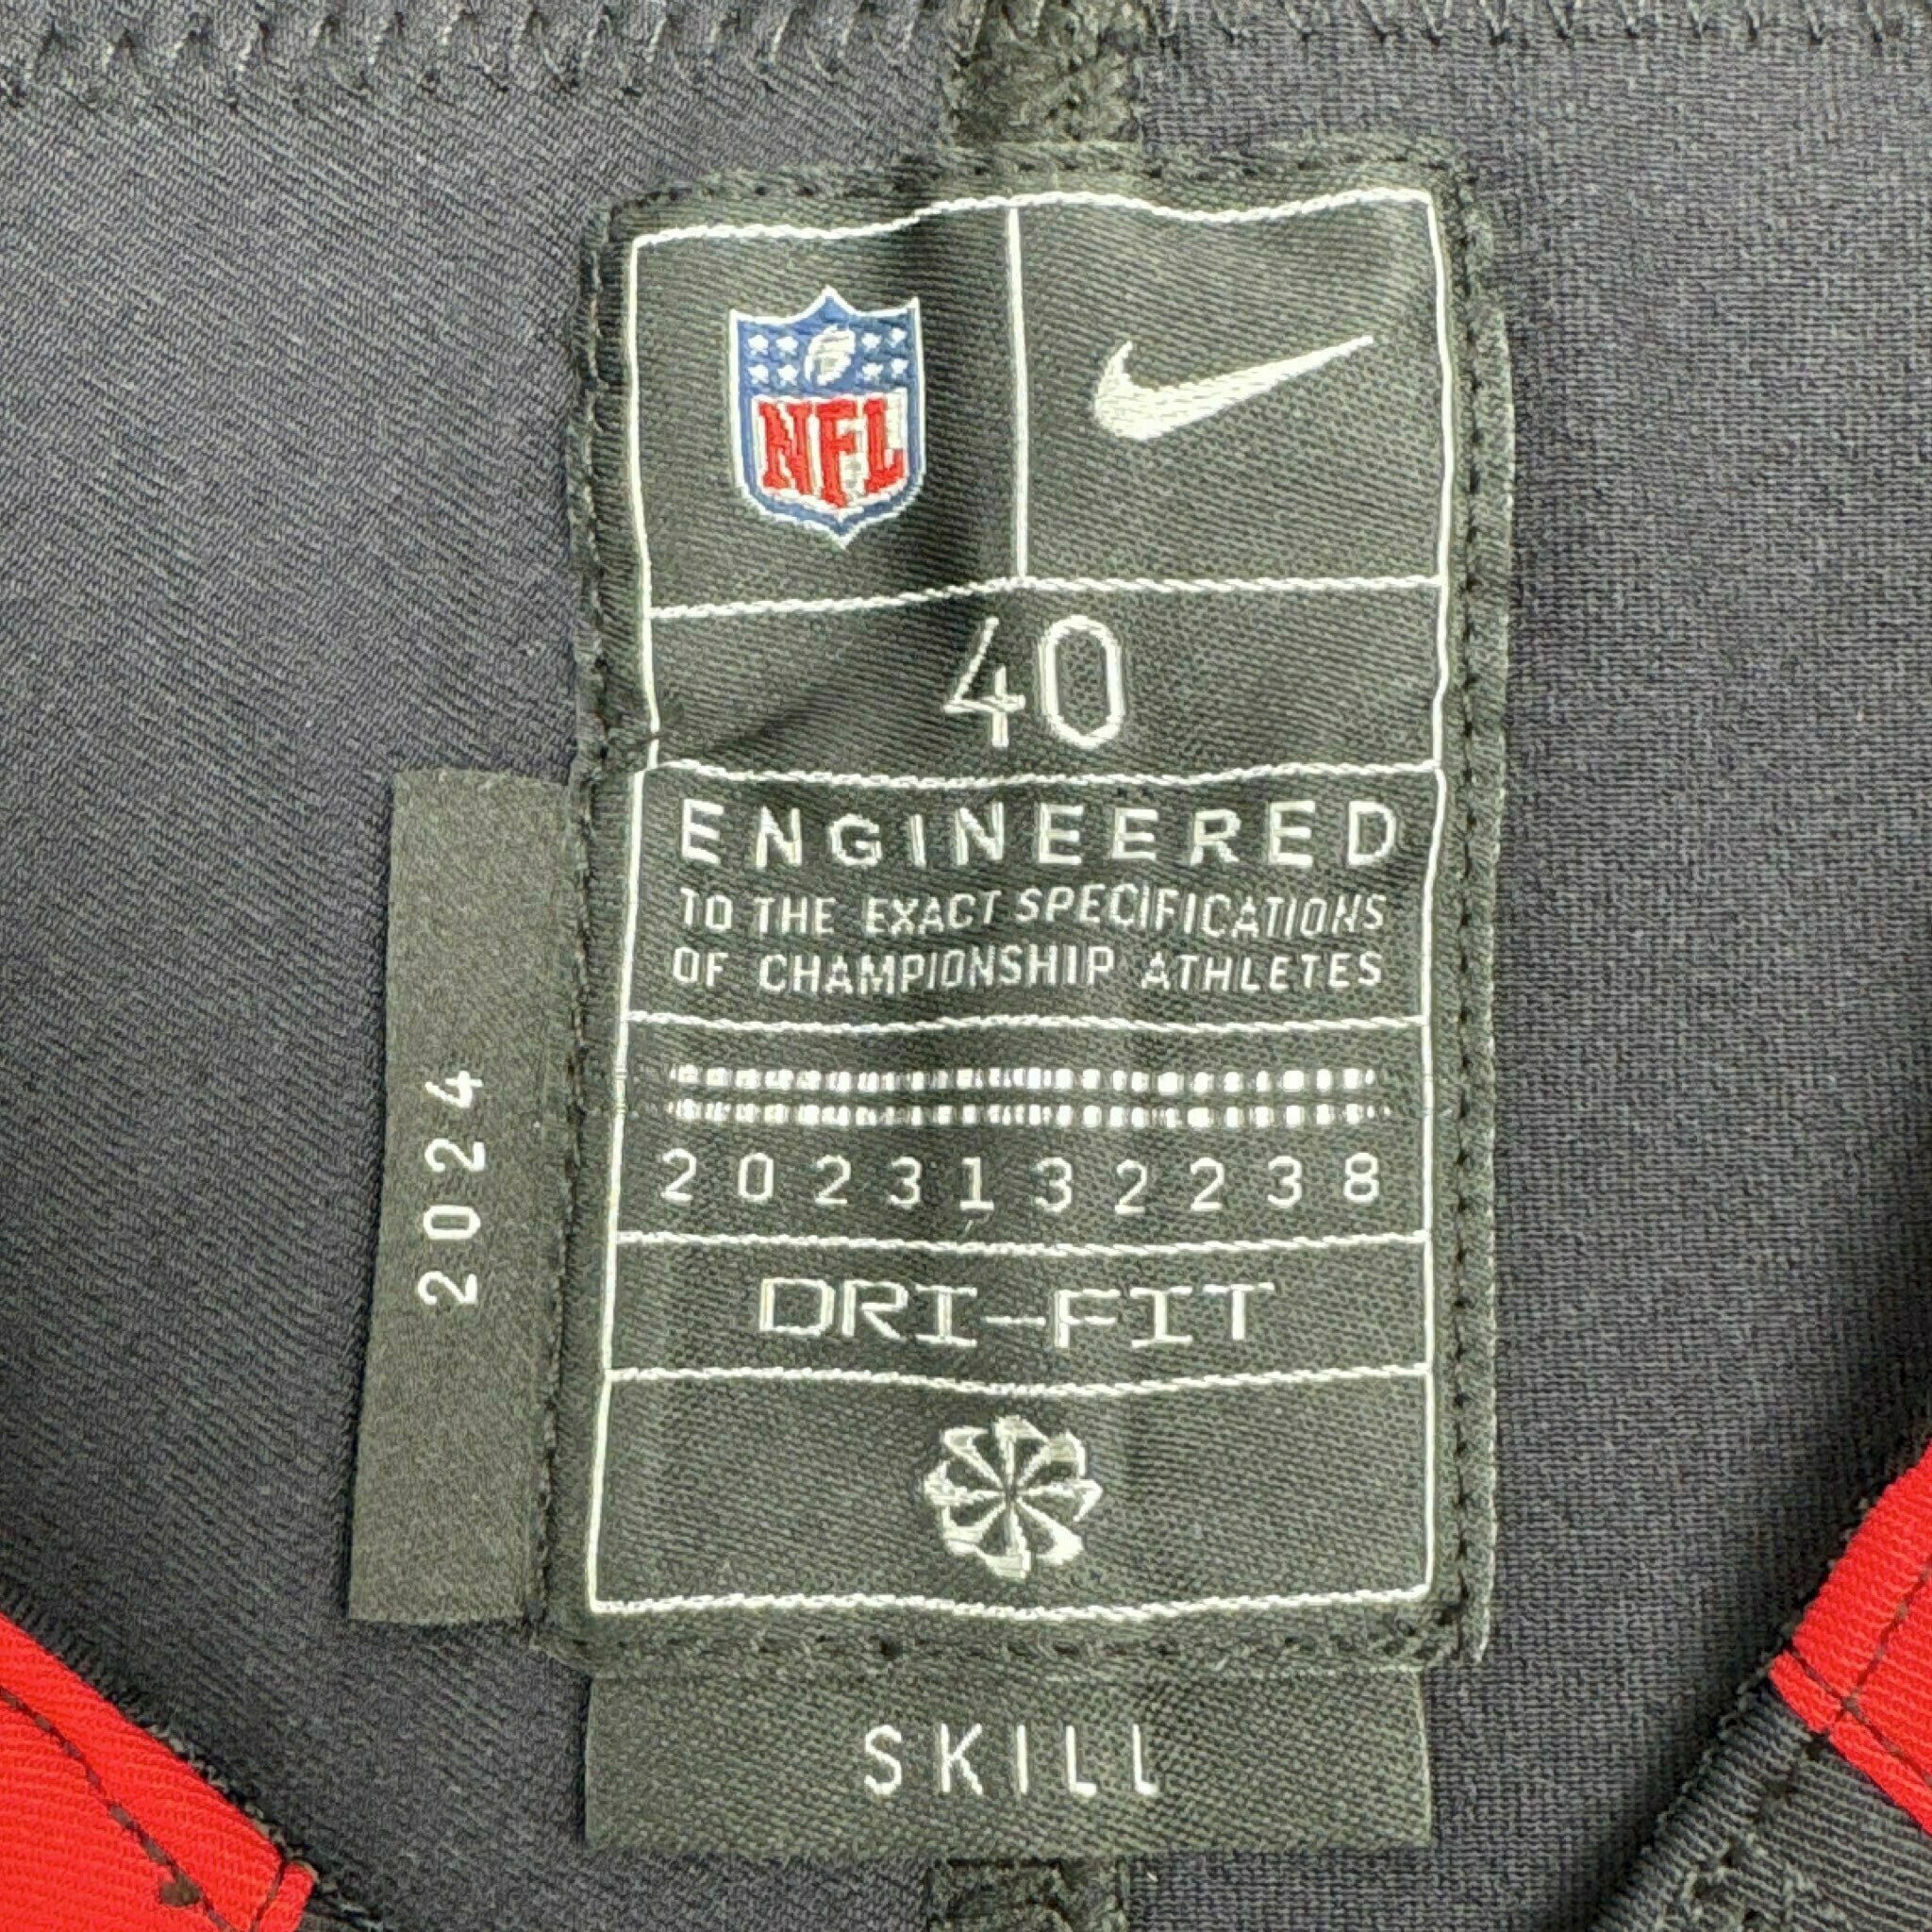 NFL
40
ENGINEERED
TO THE EXACT SPECIFICATIONS
OF CHAMPIONSHIP ATHLETES
2023132238
DRI-FIT
SKILL
2024